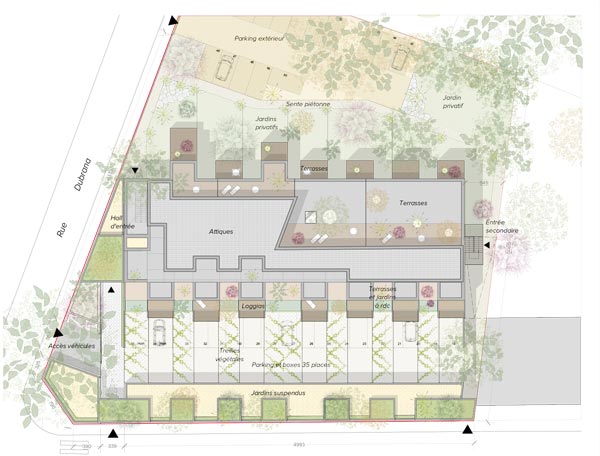 Parking extérieur
Sente piétonne
Jardin
privatif
Jardins
privatifs
Rue Dubrana
Terrasses
Terrasses
Hall
d'entrée
Attiques
Entrée
secondaire
Terrasses
et jardins
à rdc
Loggias
Accès véhicules
Treilles
végétales
Parking et boxes 35 places
Jardins suspendus